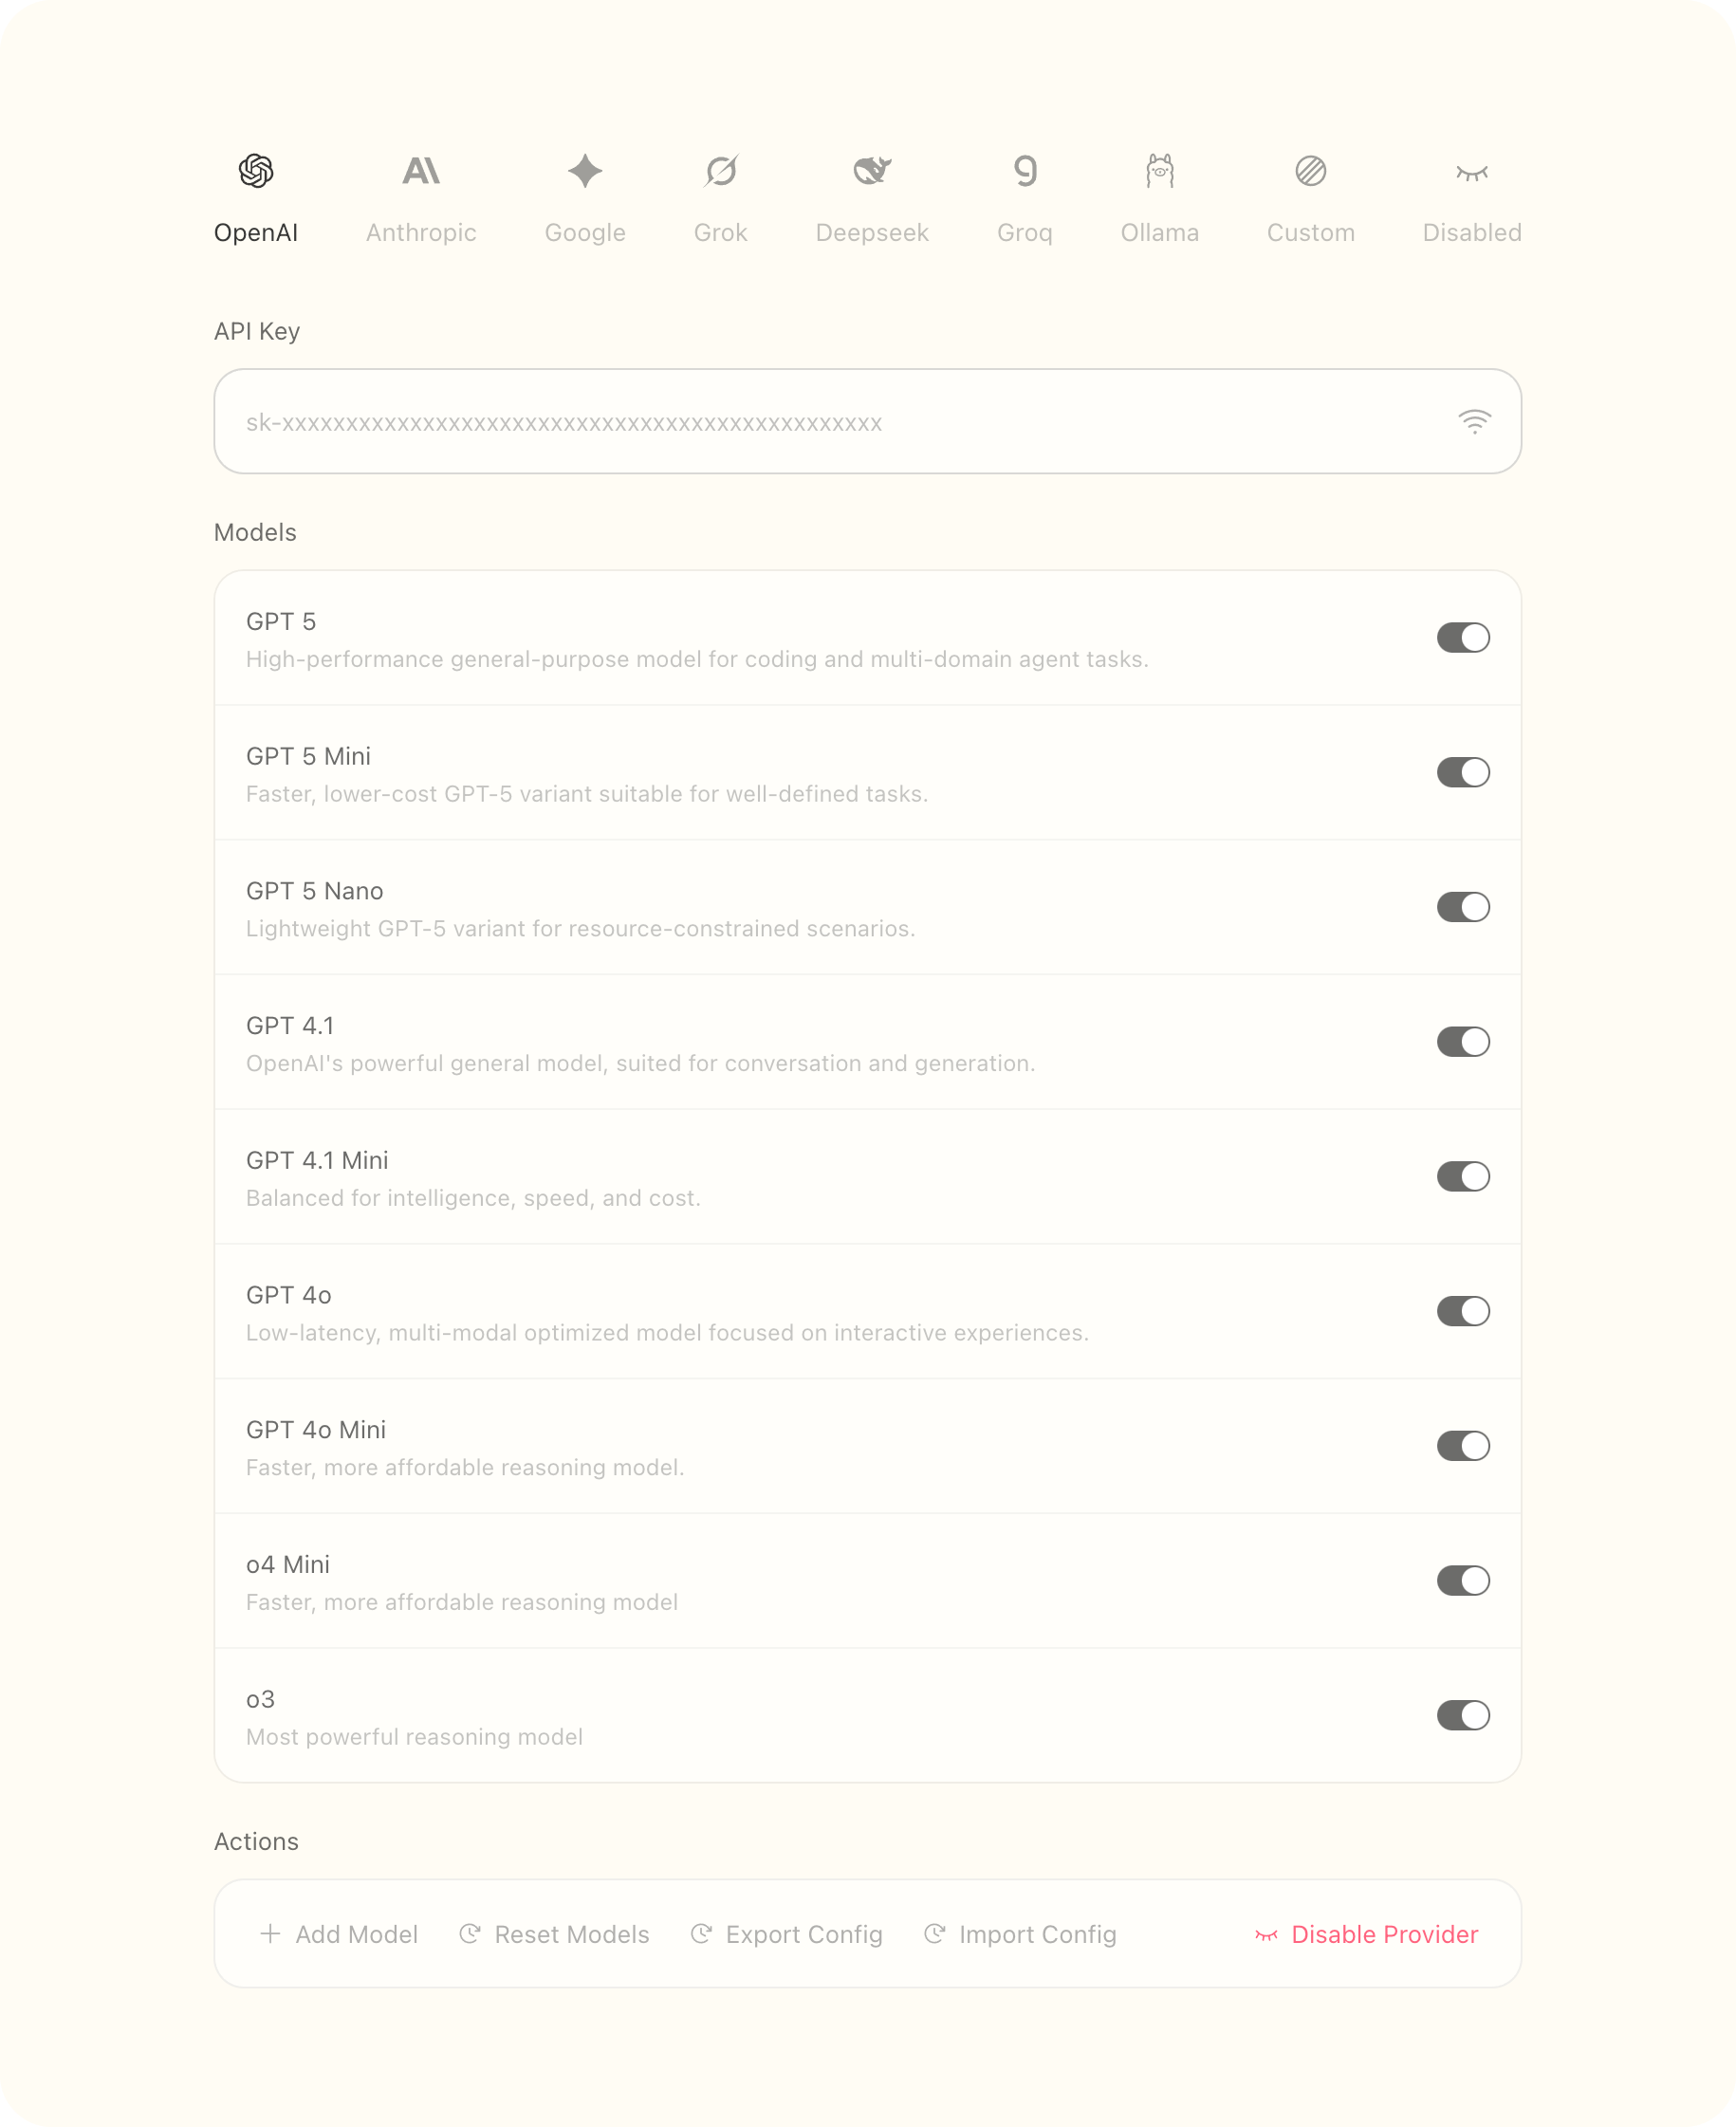 OpenAI Anthropic Google Grok Deepseek Groq Ollama Custom Disabled
API Key
sk-xxxxxxxxxxxxxxxxxxxxxxxxxxxxxxxxxxxxxxxxxxxxxxxx
Models
GPT 5
High-performance general-purpose model for coding and multi-domain agent tasks.
GPT 5 Mini
Faster, lower-cost GPT-5 variant suitable for well-defined tasks.
GPT 5 Nano
Lightweight GPT-5 variant for resource-constrained scenarios.
GPT 4.1
OpenAI's powerful general model, suited for conversation and generation.
GPT 4.1 Mini
Balanced for intelligence, speed, and cost.
GPT 4o
Low-latency, multi-modal optimized model focused on interactive experiences.
GPT 4o Mini
Faster, more affordable reasoning model.
o4 Mini
Faster, more affordable reasoning model
o3
Most powerful reasoning model
Actions
Add Model Reset Models Export Config Import Config Disable Provider